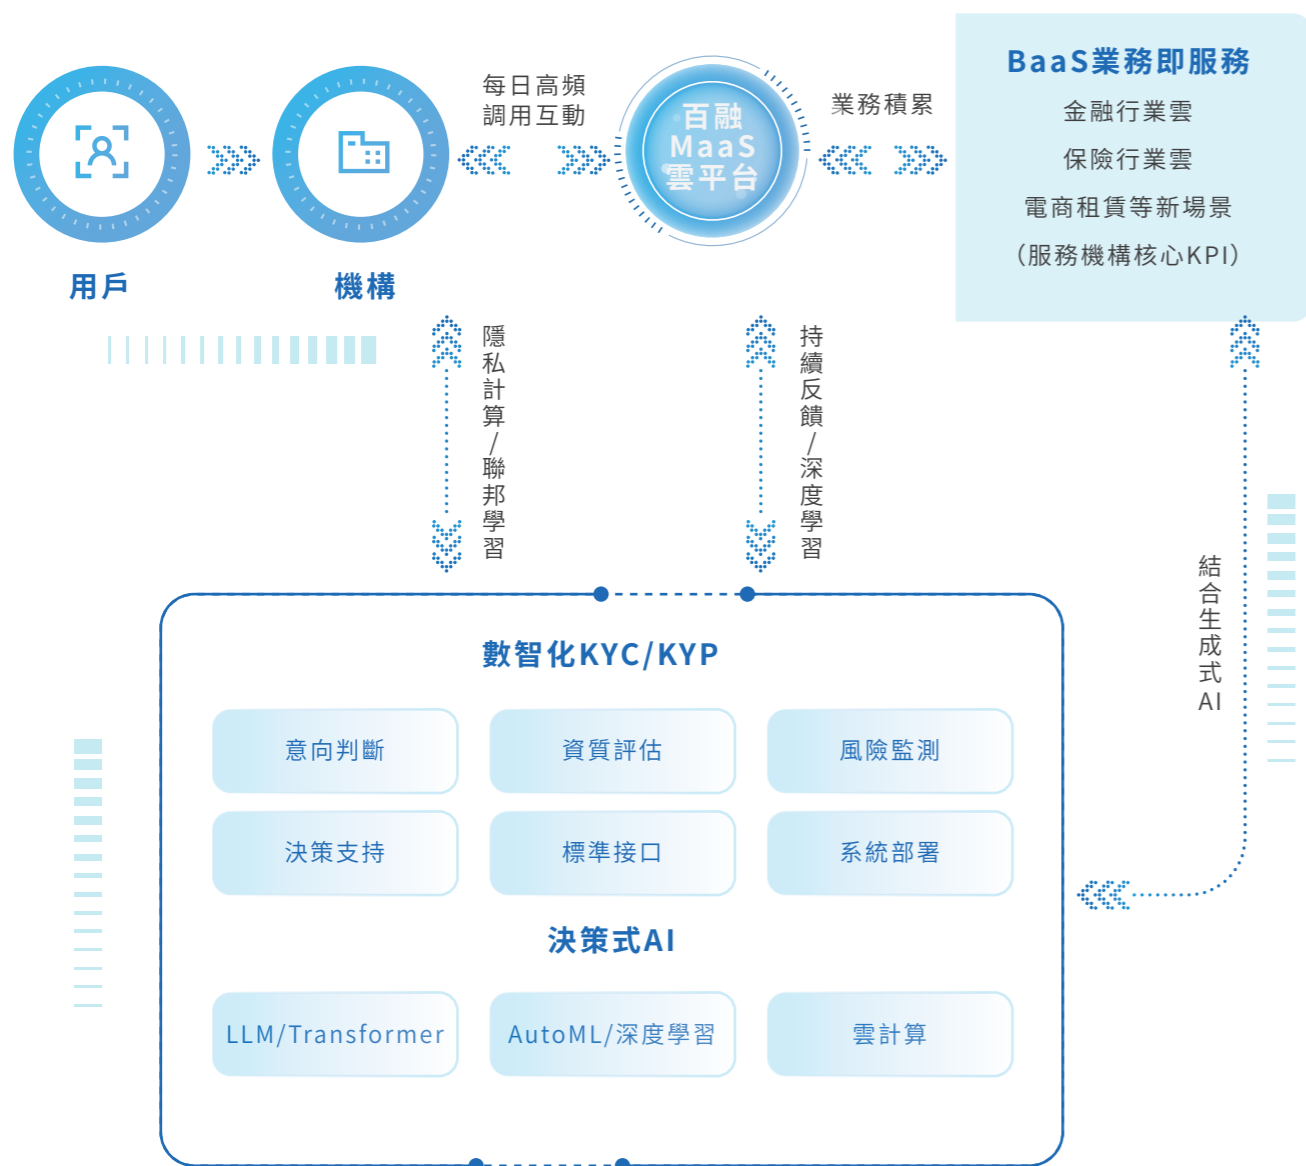 用戶
機構
每日高頻
調用互動
百融
MaaS
雲平台
業務積累
BaaS業務即服務
金融行業雲
保險行業雲
電商租賃等新場景
（服務機構核心KPI）
隱私計算/聯邦學習
持續反饋/深度學習
結合生成式AI
數智化KYC/KYP
意向判斷
資質評估
風險監測
決策支持
標準接口
系統部署
決策式AI
LLM/Transformer
AutoML/深度學習
雲計算